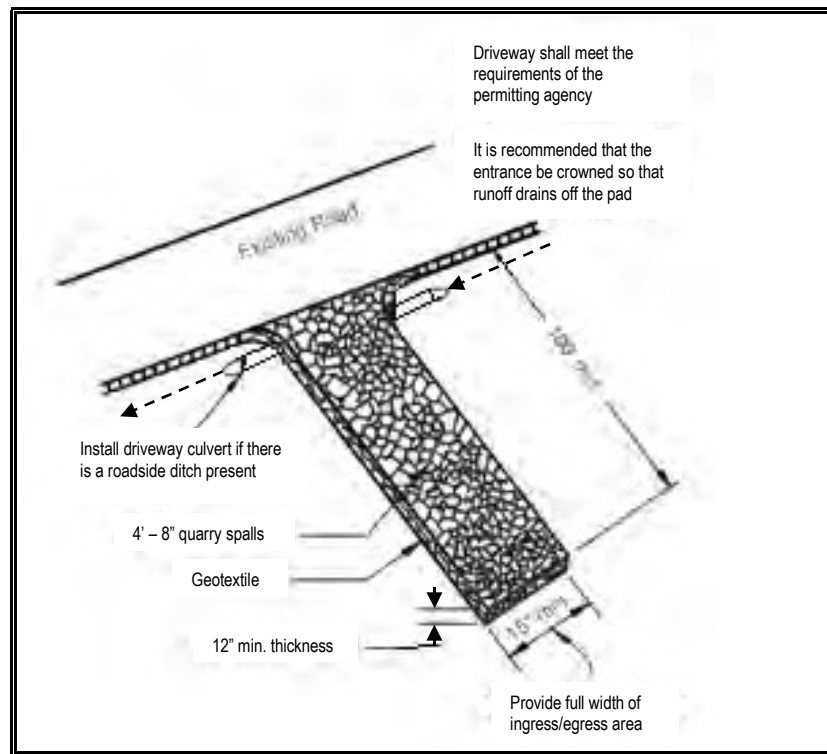 Driveway shall meet the
requirements of the
permitting agency
It is recommended that the
entrance be crowned so that
runoff drains off the pad
Existing Road
Install driveway culvert if there
is a roadside ditch present
4’ – 8” quarry spalls
Geotextile
12” min. thickness
Provide full width of
ingress/egress area